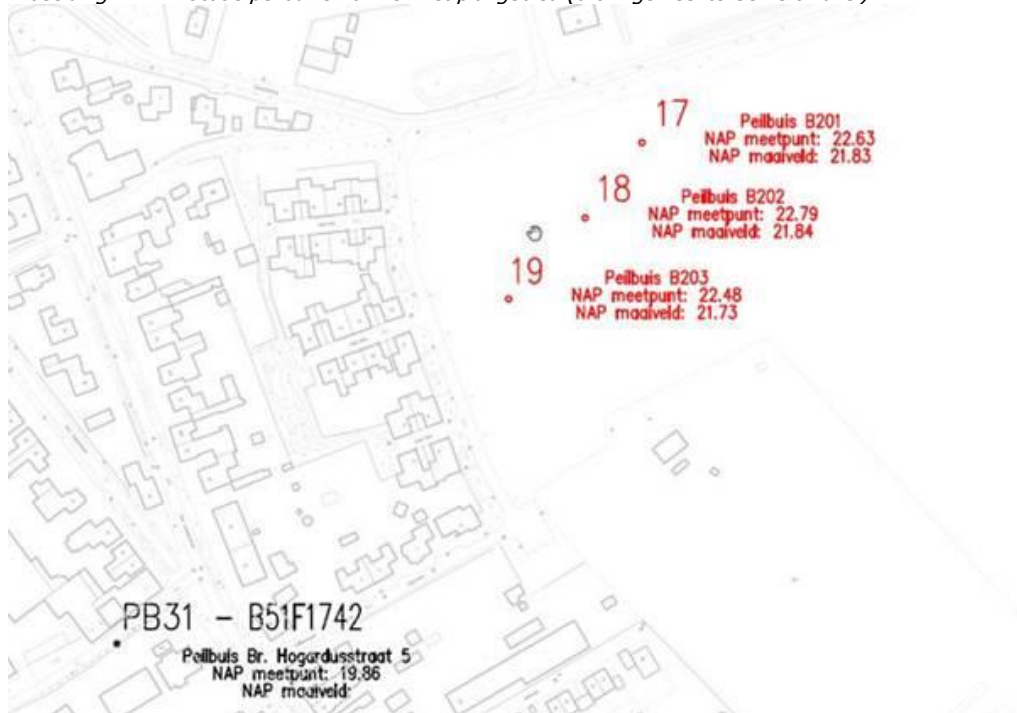 17
Peilbuis B201
NAP meetpunt: 22.63
NAP maaiveld: 21.83
18
Peilbuis B202
NAP meetpunt: 22.79
NAP maaiveld: 21.84
19
Peilbuis B203
NAP meetpunt: 22.48
NAP maaiveld: 21.73
PB31 - B51F1742
Peilbuis Br. Hogardusstraat 5
NAP meetpunt: 19.86
NAP maaiveld: